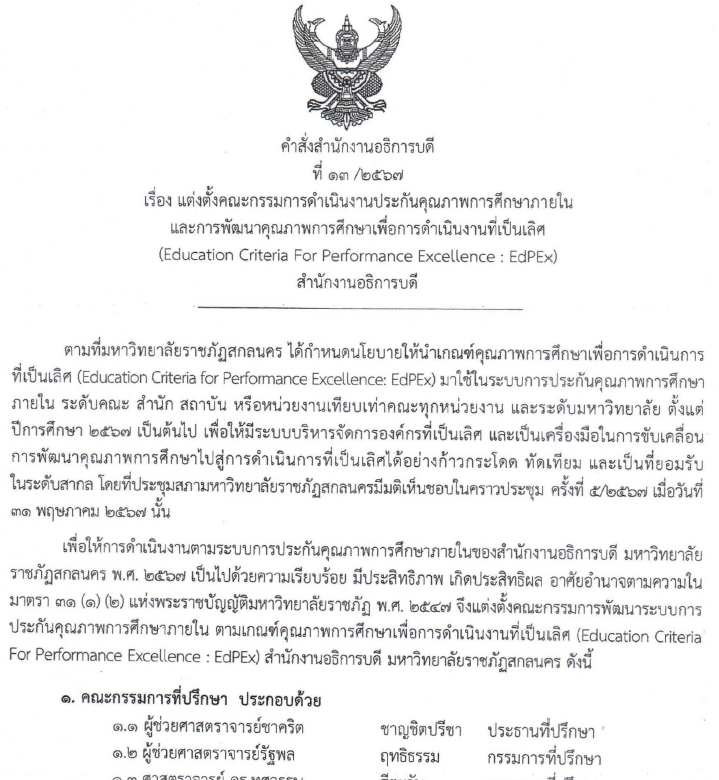 คำสั่งสำนักงานอธิการบดี
ที่ ๑๓ /๒๕๖๗
เรื่อง แต่งตั้งคณะกรรมการดำเนินงานประกันคุณภาพการศึกษาภายใน
และการพัฒนาคุณภาพการศึกษาเพื่อการดำเนินงานที่เป็นเลิศ
(Education Criteria For Performance Excellence : EdPEx)
สำนักงานอธิการบดี
ตามที่มหาวิทยาลัยราชภัฏสกลนคร ได้กำหนดนโยบายให้นำเกณฑ์คุณภาพการศึกษาเพื่อการดำเนินการ
ที่เป็นเลิศ (Education Criteria for Performance Excellence: EdPEx) มาใช้ในระบบการประกันคุณภาพการศึกษา
ภายใน ระดับคณะ สำนัก สถาบัน หรือหน่วยงานเทียบเท่าคณะทุกหน่วยงาน และระดับมหาวิทยาลัย ตั้งแต่
ปีการศึกษา ๒๕๖๗ เป็นต้นไป เพื่อให้มีระบบบริหารจัดการองค์กรที่เป็นเลิศ และเป็นเครื่องมือในการขับเคลื่อน
การพัฒนาคุณภาพการศึกษาไปสู่การดำเนินการที่เป็นเลิศได้อย่างก้าวกระโดด ทัดเทียม และเป็นที่ยอมรับ
ในระดับสากล โดยที่ประชุมสภามหาวิทยาลัยราชภัฏสกลนครมีมติเห็นชอบในคราวประชุม ครั้งที่ ๕/๒๕๖๗ เมื่อวันที่
๓๑ พฤษภาคม ๒๕๖๗ นั้น
เพื่อให้การดำเนินงานตามระบบการประกันคุณภาพการศึกษาภายในของสำนักงานอธิการบดี มหาวิทยาลัย
ราชภัฏสกลนคร พ.ศ. ๒๕๖๗ เป็นไปด้วยความเรียบร้อย มีประสิทธิภาพ เกิดประสิทธิผล อาศัยอำนาจตามความใน
มาตรา ๓๑ (๑) (๒) แห่งพระราชบัญญัติมหาวิทยาลัยราชภัฏ พ.ศ. ๒๕๔๗ จึงแต่งตั้งคณะกรรมการพัฒนาระบบการ
ประกันคุณภาพการศึกษาภายใน ตามเกณฑ์คุณภาพการศึกษาเพื่อการดำเนินงานที่เป็นเลิศ (Education Criteria
For Performance Excellence : EdPEx) สำนักงานอธิการบดี มหาวิทยาลัยราชภัฏสกลนคร ดังนี้
๑. คณะกรรมการที่ปรึกษา ประกอบด้วย
๑.๑ ผู้ช่วยศาสตราจารย์ชาคริต ชาญชิตปรีชา ประธานที่ปรึกษา
๑.๒ ผู้ช่วยศาสตราจารย์รัฐพล ฤทธิธรรม กรรมการที่ปรึกษา